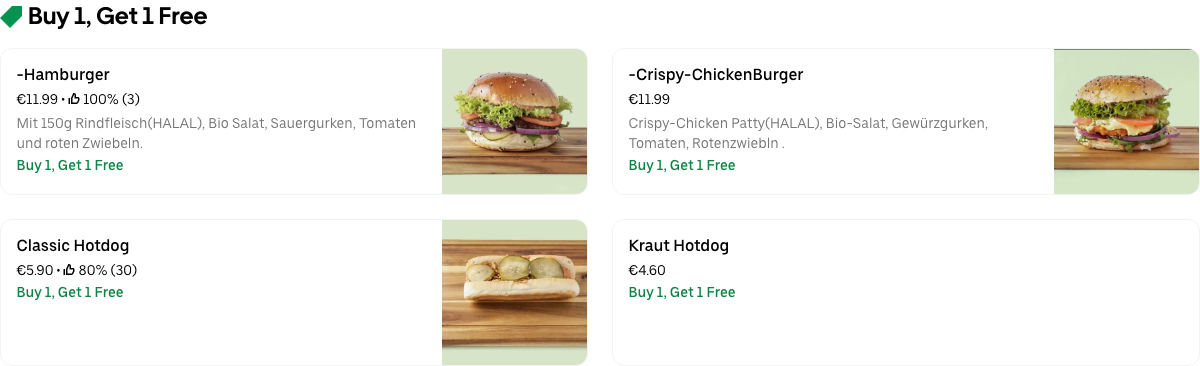 Buy 1, Get 1 Free
-Hamburger
€11.99 • 100% (3)
Mit 150g Rindfleisch(HALAL), Bio Salat, Sauergurken, Tomaten
und roten Zwiebeln.
Buy 1, Get 1 Free
-Crispy-ChickenBurger
€11.99
Crispy-Chicken Patty(HALAL), Bio-Salat, Gewürzgurken,
Tomaten, Rotenzwiebln .
Buy 1, Get 1 Free
Classic Hotdog
€5.90 • 80% (30)
Buy 1, Get 1 Free
Kraut Hotdog
€4.60
Buy 1, Get 1 Free